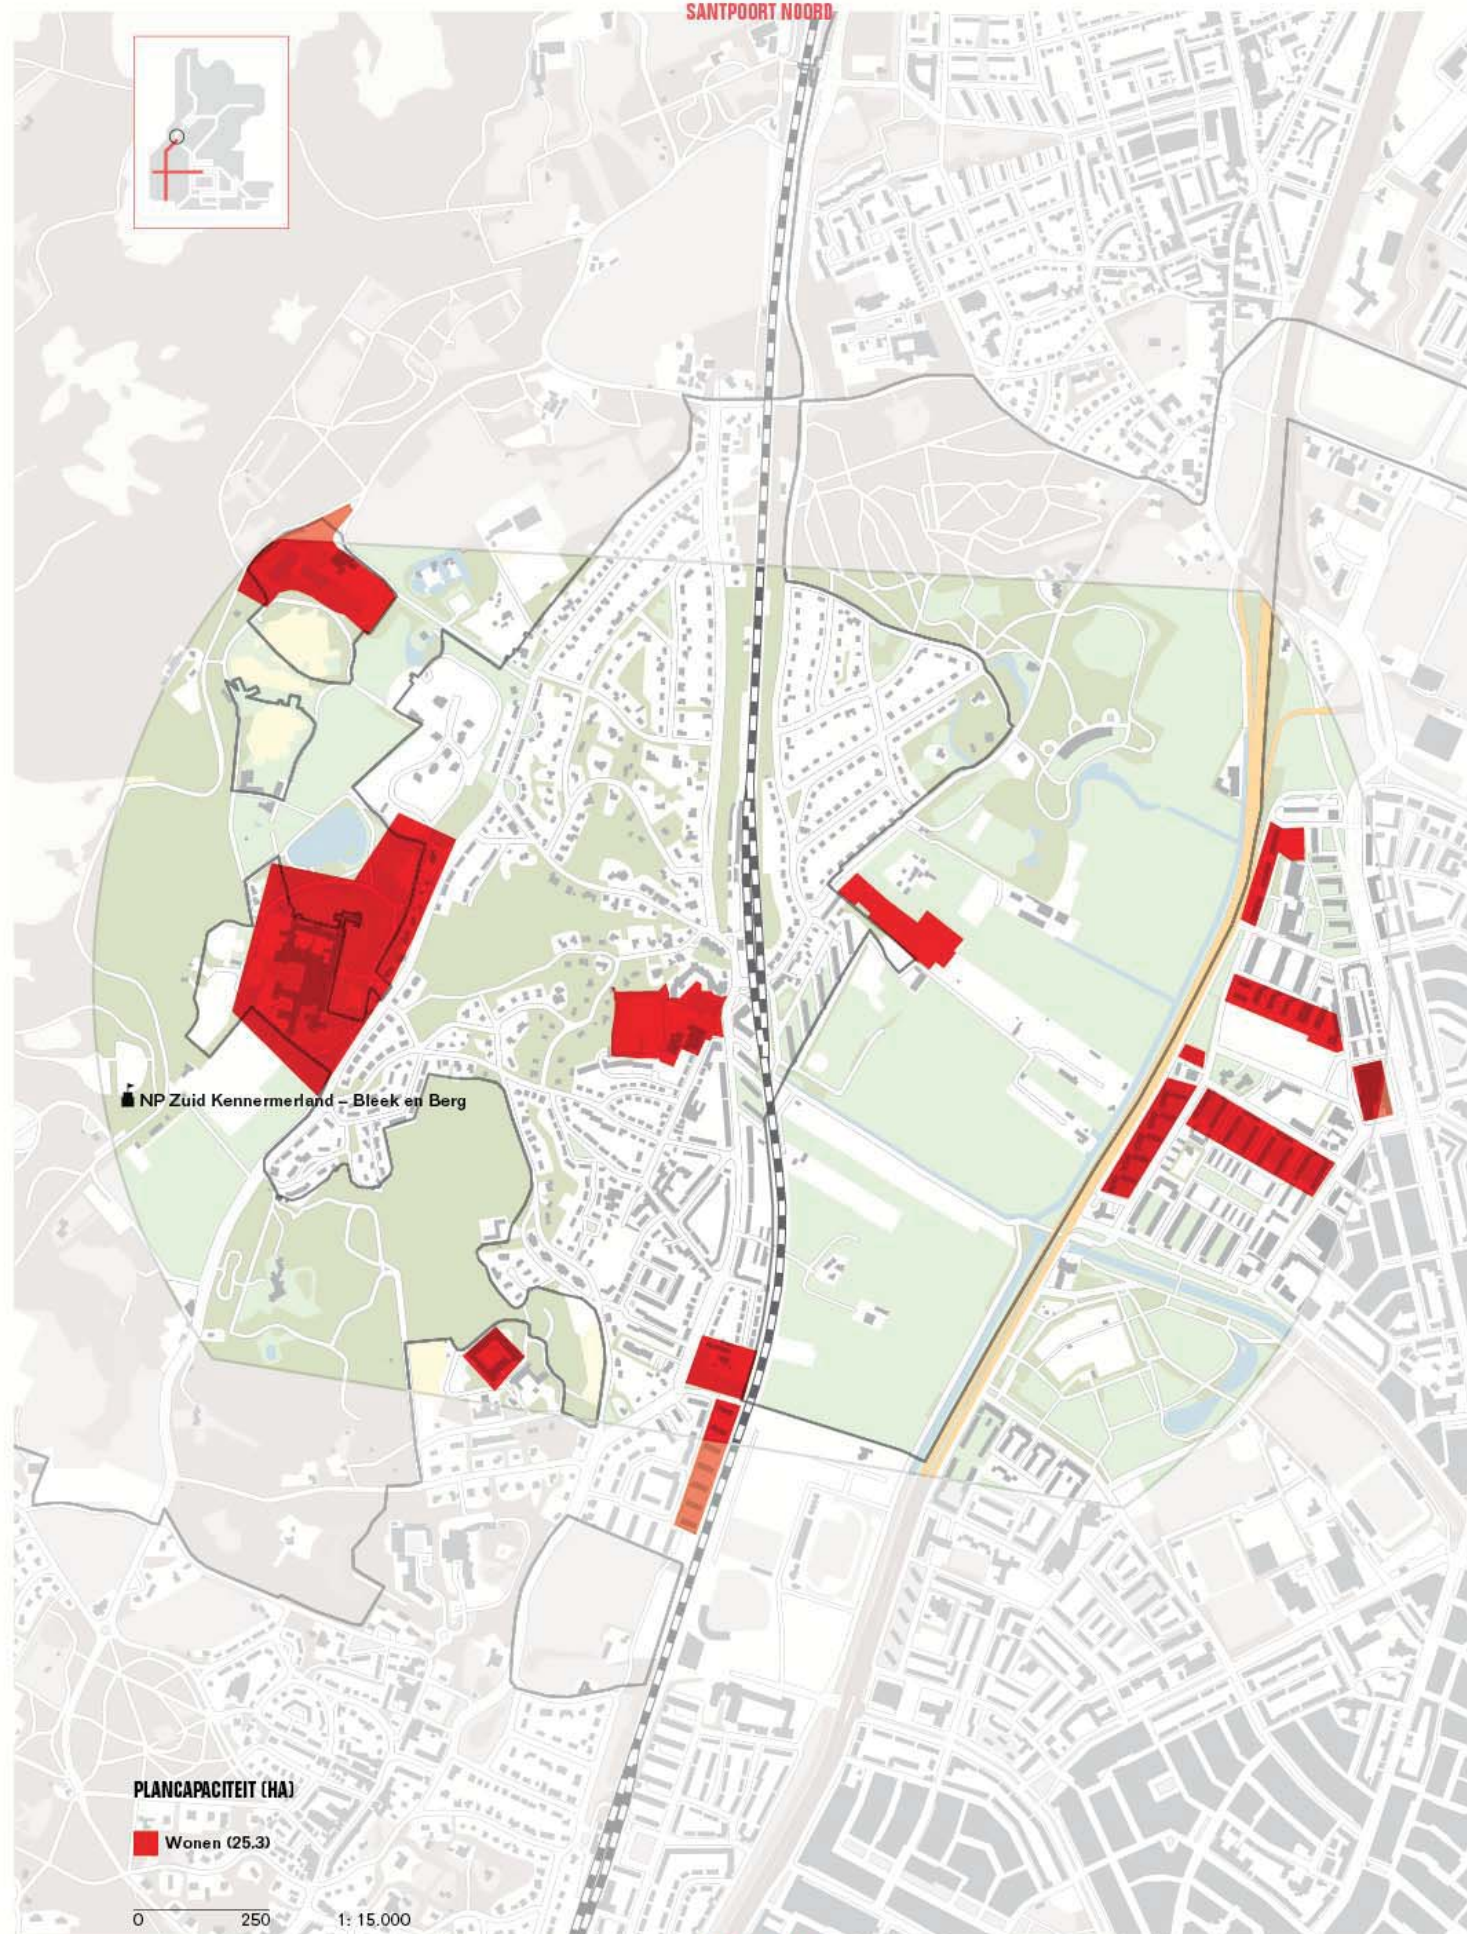 SANTPOORT NOORD
NP Zuid Kennermerland – Bleek en Berg
PLANCAPACITEIT (HA)
Wonen (25,3)
0 250 1: 15.000